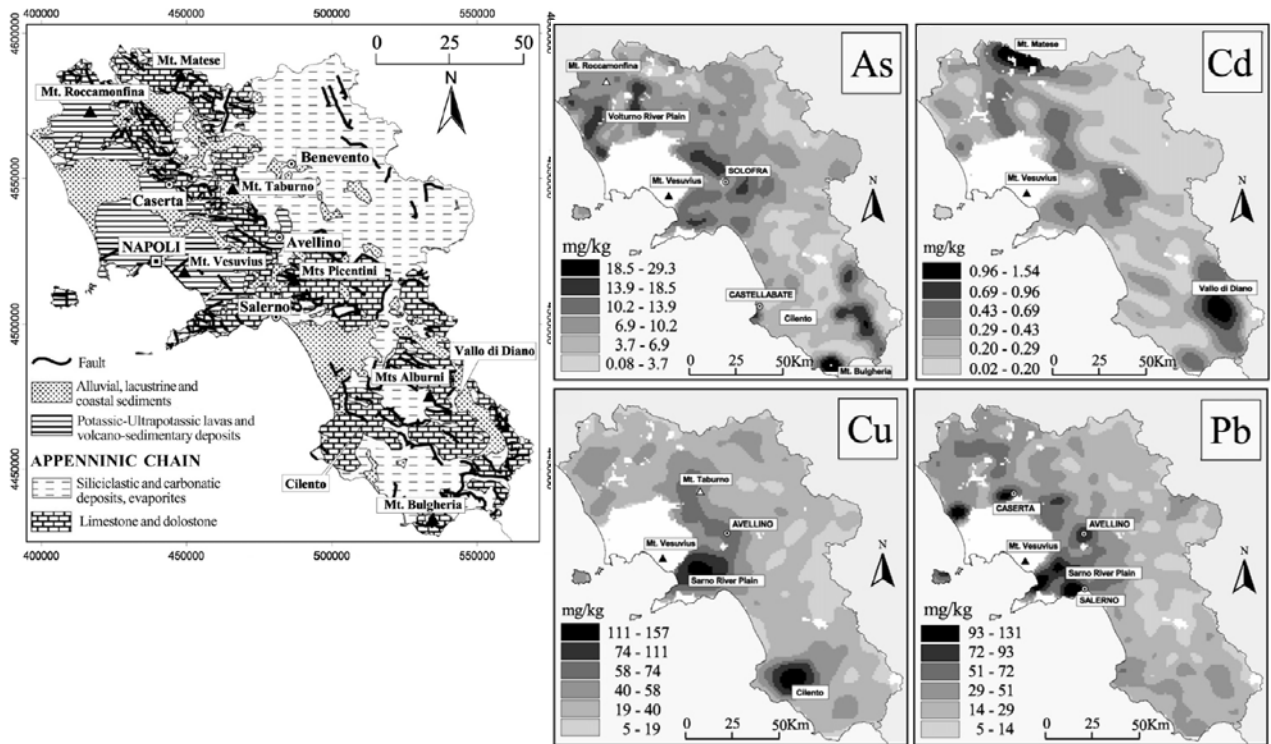 400000
450000
500000
550000
4600000
4550000
4500000
4450000
0
25
50
N
Mt. Matese
Mt. Roccamonfina
Benevento
Mt. Taburno
Caserta
NAPOLI
Avellino
Mt. Vesuvius
Mts Picentini
Salerno
Vallo di Diano
Mts Alburni
Cilento
Mt. Bulgheria
Fault
Alluvial, lacustrine and
coastal sediments
Potassic-Ultrapotassic lavas and
volcano-sedimentary deposits
APPENNINIC CHAIN
Siliciclastic and carbonatic
deposits, evaporites
Limestone and dolostone
400000
450000
500000
550000
As
Mt. Roccamonfina
Volturno River Plain
SOLOFRA
Mt. Vesuvius
N
mg/kg
18.5 - 29.3
13.9 - 18.5
10.2 - 13.9
6.9 - 10.2
3.7 - 6.9
0.08 - 3.7
CASTELLABATE
Cilento
0
25
50Km
Mt. Bulgheria
Cd
Mt. Matese
Mt. Vesuvius
N
mg/kg
0.96 - 1.54
0.69 - 0.96
0.43 - 0.69
0.29 - 0.43
0.20 - 0.29
0.02 - 0.20
Vallo di Diano
0
25
50Km
Cu
Mt. Taburno
AVELLINO
Mt. Vesuvius
Sarno River Plain
N
mg/kg
111 - 157
74 - 111
58 - 74
40 - 58
19 - 40
5 - 19
Cilento
0
25
50Km
Pb
CASERTA
AVELLINO
Mt. Vesuvius
Sarno River Plain
SALERNO
N
mg/kg
93 - 131
72 - 93
51 - 72
29 - 51
14 - 29
5 - 14
0
25
50Km